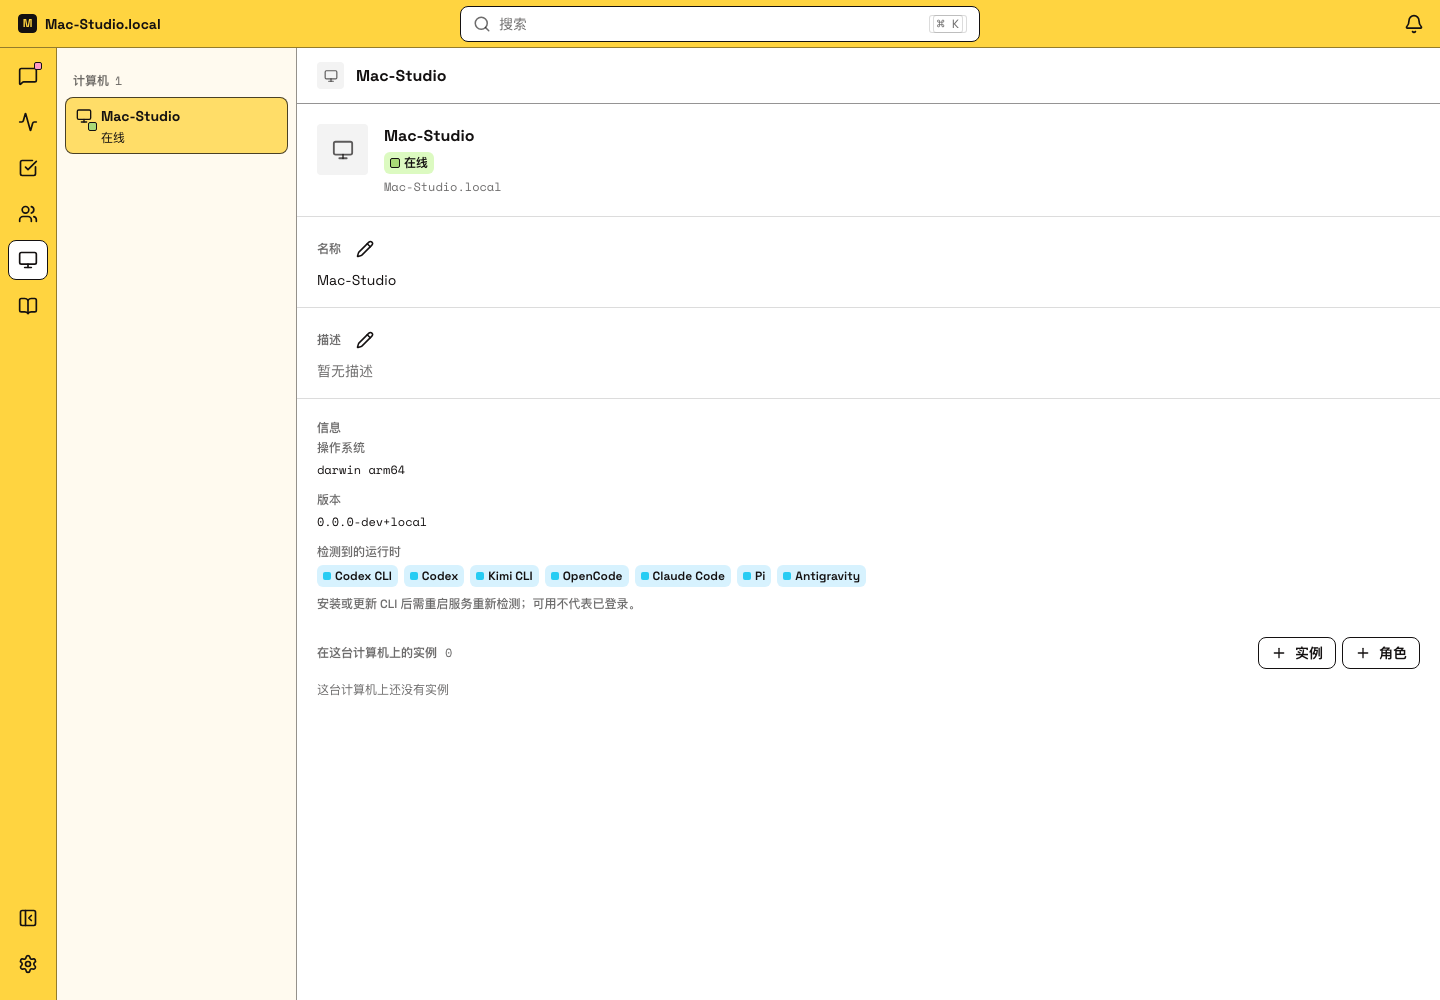 M Mac-Studio.local
搜索 ⌘ K
计算机 1
Mac-Studio
在线
Mac-Studio
Mac-Studio
在线
Mac-Studio.local
名称
Mac-Studio
描述
暂无描述
信息
操作系统
darwin arm64
版本
0.0.0-dev+local
检测到的运行时
Codex CLI Codex Kimi CLI OpenCode Claude Code Pi Antigravity
安装或更新 CLI 后需重启服务重新检测；可用不代表已登录。
在这台计算机上的实例 0
实例 角色
这台计算机上还没有实例